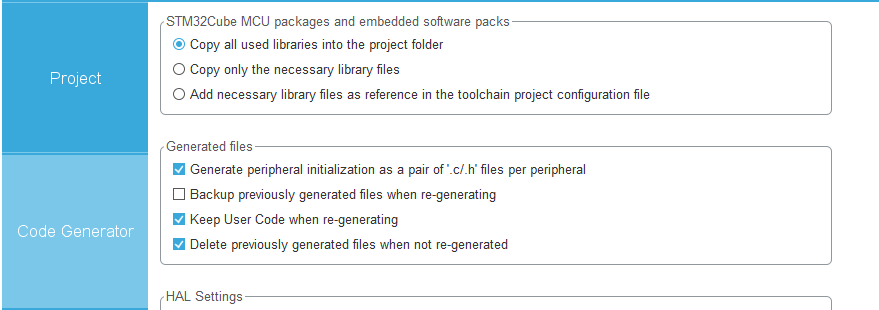 STM32Cube MCU packages and embedded software packs
Copy all used libraries into the project folder
Copy only the necessary library files
Add necessary library files as reference in the toolchain project configuration file
Project
Generated files
Generate peripheral initialization as a pair of '.c/.h' files per peripheral
Backup previously generated files when re-generating
Keep User Code when re-generating
Delete previously generated files when not re-generated
Code Generator
HAL Settings